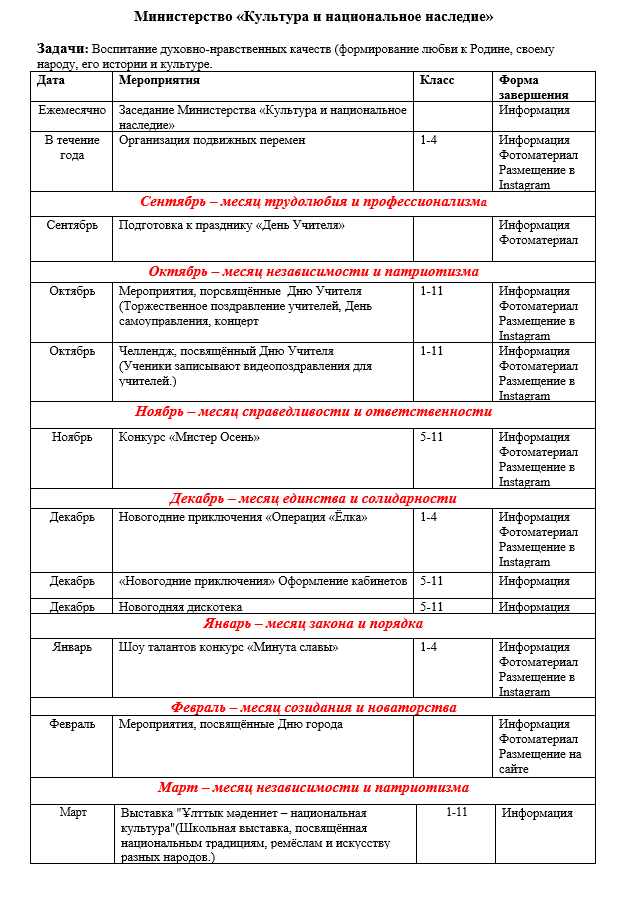 Министерство «Культура и национальное наследие»
Задачи: Воспитание духовно-нравственных качеств (формирование любви к Родине, своему
народу, его истории и культуре.
Дата Мероприятия Класс Форма
завершения
Ежемесячно Заседание Министерства «Культура и национальное Информация
наследие»
В течение Организация подвижных перемен 1-4 Информация
года Фотоматериал
Размещение в
Instagram
Сентябрь – месяц трудолюбия и профессионализма
Сентябрь Подготовка к празднику «День Учителя» Информация
Фотоматериал
Октябрь – месяц независимости и патриотизма
Октябрь Мероприятия, порсвящённые Дню Учителя 1-11 Информация
(Торжественное поздравление учителей, День Фотоматериал
самоуправления, концерт Размещение в
Instagram
Октябрь Челлендж, посвящённый Дню Учителя 1-11 Информация
(Ученики записывают видеопоздравления для Фотоматериал
учителей.) Размещение в
Instagram
Ноябрь – месяц справедливости и ответственности
Ноябрь Конкурс «Мистер Осень» 5-11 Информация
Фотоматериал
Размещение в
Instagram
Декабрь – месяц единства и солидарности
Декабрь Новогодние приключения «Операция «Ёлка» 1-4 Информация
Фотоматериал
Размещение в
Instagram
Декабрь «Новогодние приключения» Оформление кабинетов 5-11 Информация
Декабрь Новогодняя дискотека 5-11 Информация
Январь – месяц закона и порядка
Январь Шоу талантов конкурс «Минута славы» 1-4 Информация
Фотоматериал
Размещение в
Instagram
Февраль – месяц созидания и новаторства
Февраль Мероприятия, посвящённые Дню города Информация
Фотоматериал
Размещение на
сайте
Март – месяц независимости и патриотизма
Март Выставка "Ұлттық мәдениет – национальная 1-11 Информация
культура"(Школьная выставка, посвящённая
национальным традициям, ремёслам и искусству
разных народов.)